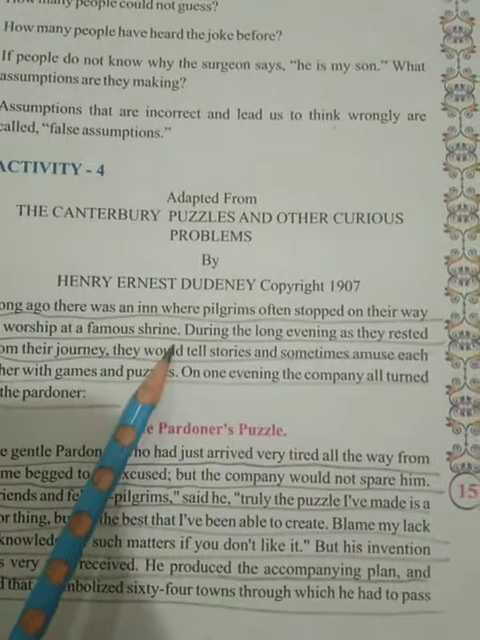 many people could not guess?
How many people have heard the joke before?
If people do not know why the surgeon says, "he is my son." What
assumptions are they making?
Assumptions that are incorrect and lead us to think wrongly are
called, "false assumptions."
ACTIVITY - 4
Adapted From
THE CANTERBURY PUZZLES AND OTHER CURIOUS
PROBLEMS
By
HENRY ERNEST DUDENEY Copyright 1907
ong ago there was an inn where pilgrims often stopped on their way
worship at a famous shrine. During the long evening as they rested
om their journey, they would tell stories and sometimes amuse each
her with games and puz s. On one evening the company all turned
the pardoner:
e Pardoner's Puzzle.
e gentle Pardon ho had just arrived very tired all the way from
me begged to xcused; but the company would not spare him.
riends and fe -pilgrims," said he, "truly the puzzle I've made is a
or thing, bu the best that I've been able to create. Blame my lack
knowled such matters if you don't like it." But his invention
s very received. He produced the accompanying plan, and
d that mbolized sixty-four towns through which he had to pass
15